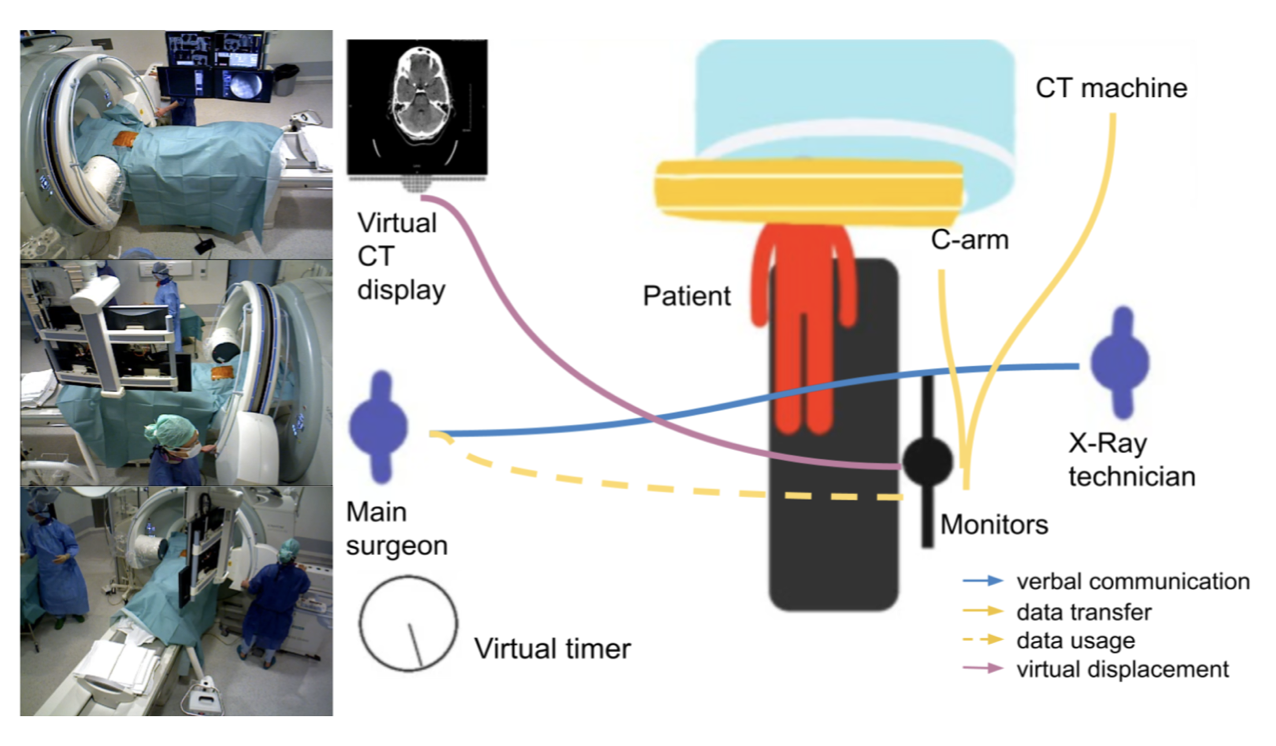 CT machine
Virtual
CT
display
C-arm
Patient
X-Ray
technician
Main
surgeon
Monitors
Virtual timer
verbal communication
data transfer
data usage
virtual displacement